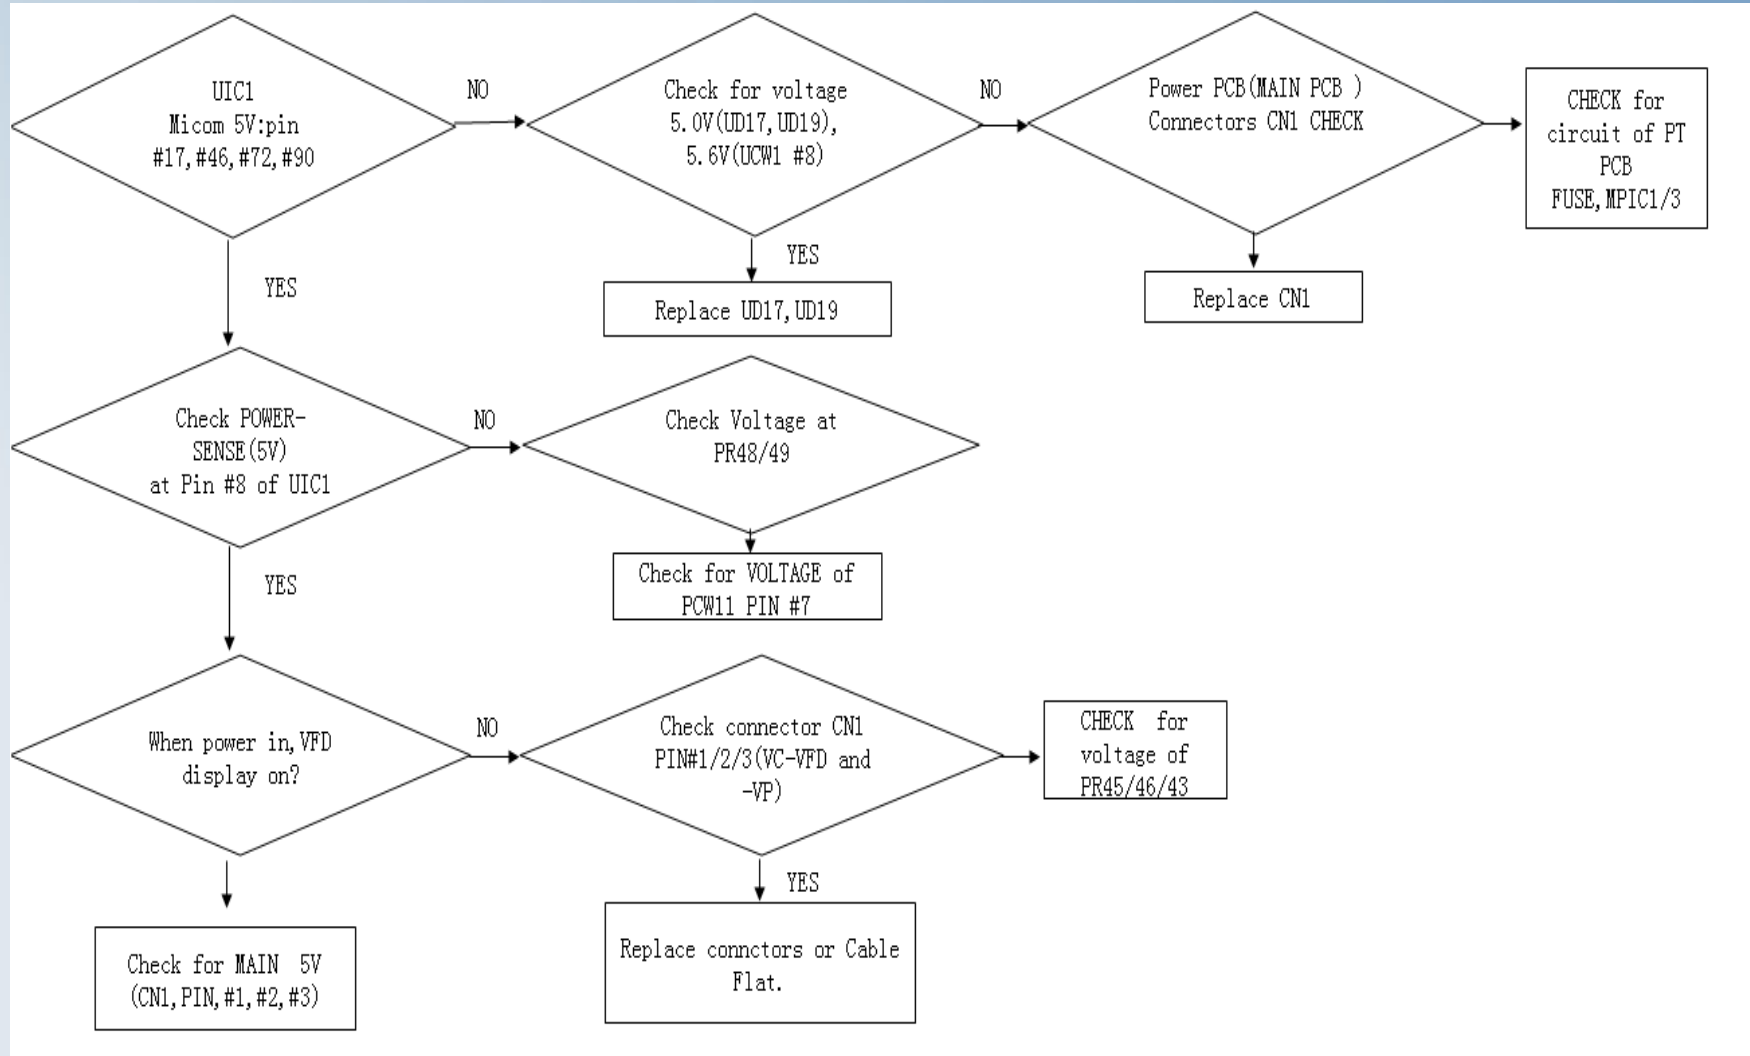 UIC1
Micom 5V:pin
#17,#46,#72,#90
NO
Check for voltage
5.0V(UD17,UD19),
5.6V(UCW1 #8)
NO
Power PCB(MAIN PCB )
Connectors CN1 CHECK
CHECK for
circuit of PT
PCB
FUSE,MPIC1/3
YES
YES
Replace UD17,UD19
Replace CN1
Check POWER-
SENSE(5V)
at Pin #8 of UIC1
NO
Check Voltage at
PR48/49
YES
Check for VOLTAGE of
PCW11 PIN #7
When power in,VFD
display on?
NO
Check connector CN1
PIN#1/2/3(VC-VFD and
-VP)
CHECK  for
voltage of
PR45/46/43
YES
Check for MAIN  5V
(CN1,PIN,#1,#2,#3)
Replace connctors or Cable
Flat.